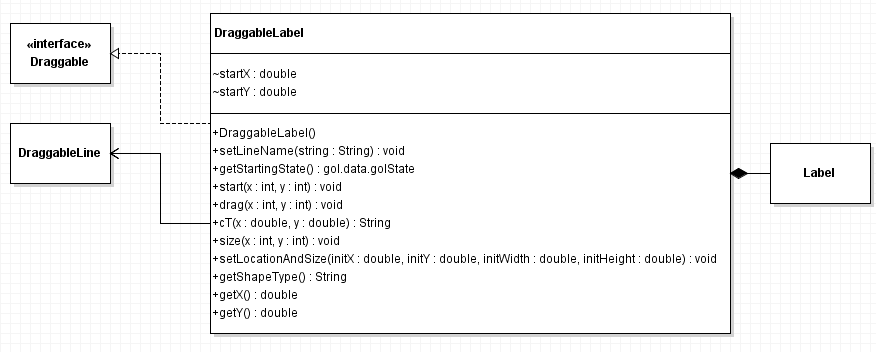 «interface»
Draggable
DraggableLine
DraggableLabel
~startX : double
~startY : double
+DraggableLabel()
+setLineName(string : String) : void
+getStartingState() : gol.data.golState
+start(x : int, y : int) : void
+drag(x : int, y : int) : void
+cT(x : double, y : double) : String
+size(x : int, y : int) : void
+setLocationAndSize(initX : double, initY : double, initWidth : double, initHeight : double) : void
+getShapeType() : String
+getX() : double
+getY() : double
Label